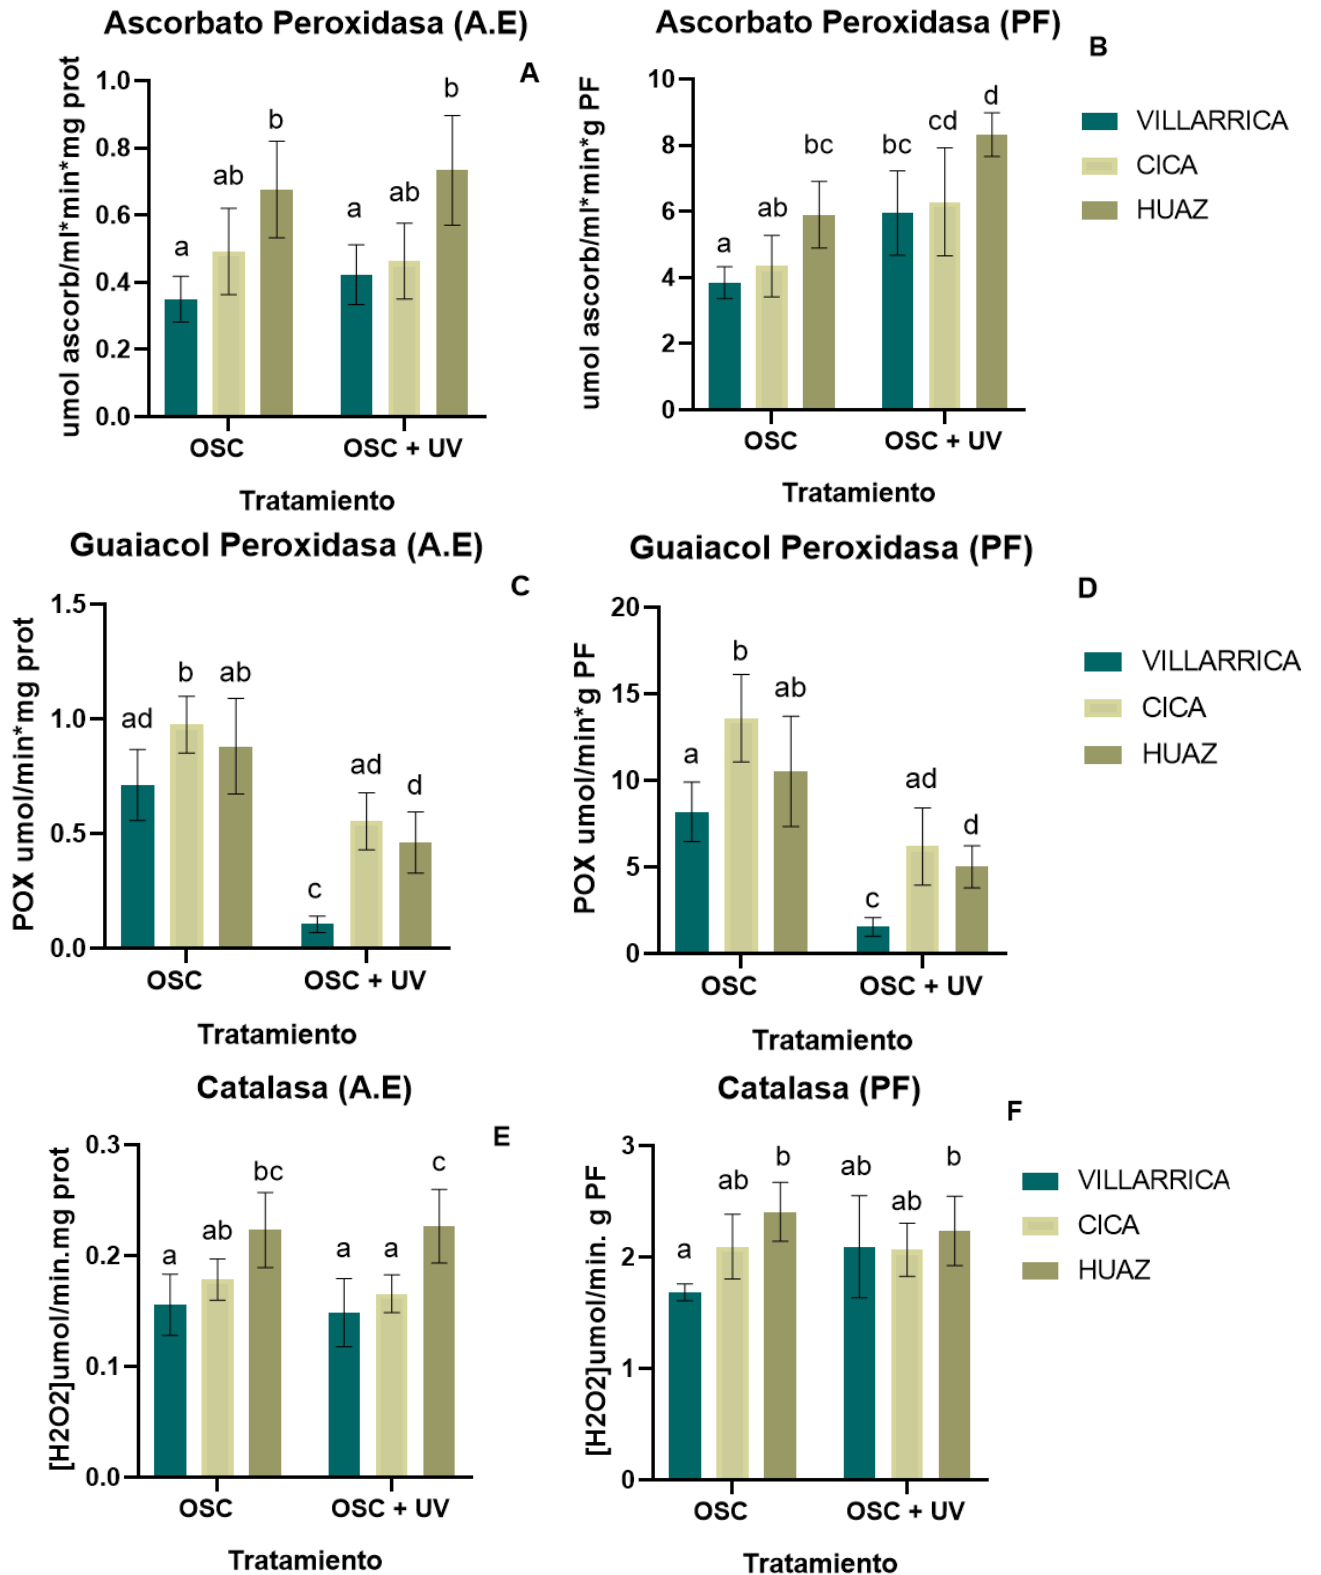 Ascorbato Peroxidasa (A.E)
A
umol ascorb/ml*min*mg prot
1.0
0.8
0.6
0.4
0.2
0.0
a
ab
b
a
ab
b
OSC
OSC + UV
Tratamiento
Ascorbato Peroxidasa (PF)
B
umol ascorb/ml*min*g PF
10
8
6
4
2
0
a
ab
bc
bc
cd
d
OSC
OSC + UV
Tratamiento
VILLARRICA
CICA
HUAZ
Guaiacol Peroxidasa (A.E)
C
POX umol/min*mg prot
1.5
1.0
0.5
0.0
ad
b
ab
c
ad
d
OSC
OSC + UV
Tratamiento
Guaiacol Peroxidasa (PF)
D
POX umol/min*g PF
20
15
10
5
0
a
b
ab
c
ad
d
OSC
OSC + UV
Tratamiento
VILLARRICA
CICA
HUAZ
Catalasa (A.E)
E
[H2O2]umol/min.mg prot
0.3
0.2
0.1
0.0
a
ab
bc
a
a
c
OSC
OSC + UV
Tratamiento
Catalasa (PF)
F
[H2O2]umol/min. g PF
3
2
1
0
a
ab
b
ab
ab
b
OSC
OSC + UV
Tratamiento
VILLARRICA
CICA
HUAZ